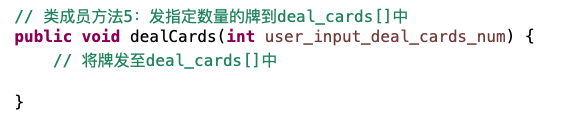 // 类成员方法5：发指定数量的牌到deal_cards[]中
public void dealCards(int user_input_deal_cards_num) {
// 将牌发至deal_cards[]中
}